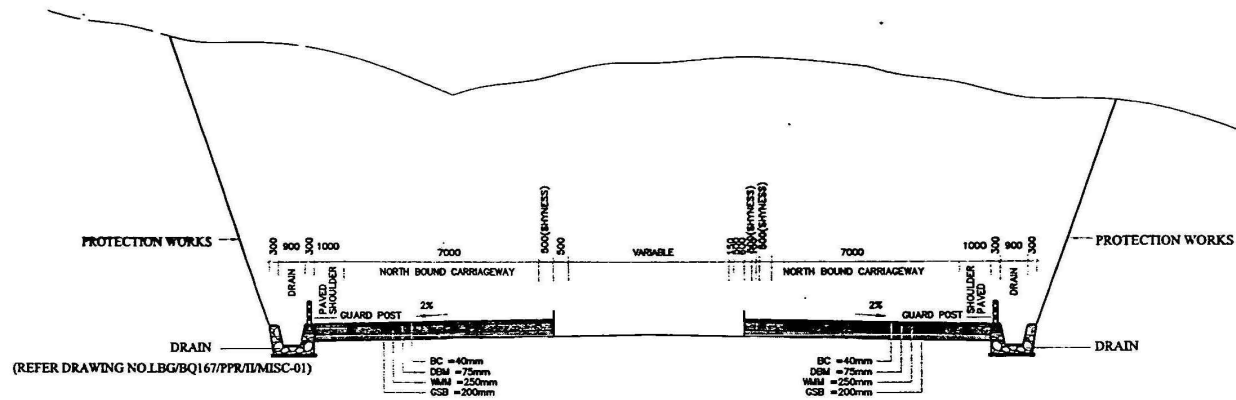 500(SHYNESS)
500(SHYNESS)
PROTECTION WORKS
300 900 300 1000 7000 500 VARIABLE 7000 1000 300 900 300
PROTECTION WORKS
DRAIN
PAVED
SHOULDER
NORTH BOUND CARRIAGEWAY
NORTH BOUND CARRIAGEWAY
SHOULDER
PAVED
DRAIN
GUARD POST
2%
2%
GUARD POST
DRAIN
(REFER DRAWING NO.LBG/BQ167/PPR/II/MISC-01)
DRAIN
BC =40mm
DBM =75mm
WMM =250mm
GSB =200mm
BC =40mm
DBM =75mm
WMM =250mm
GSB =200mm